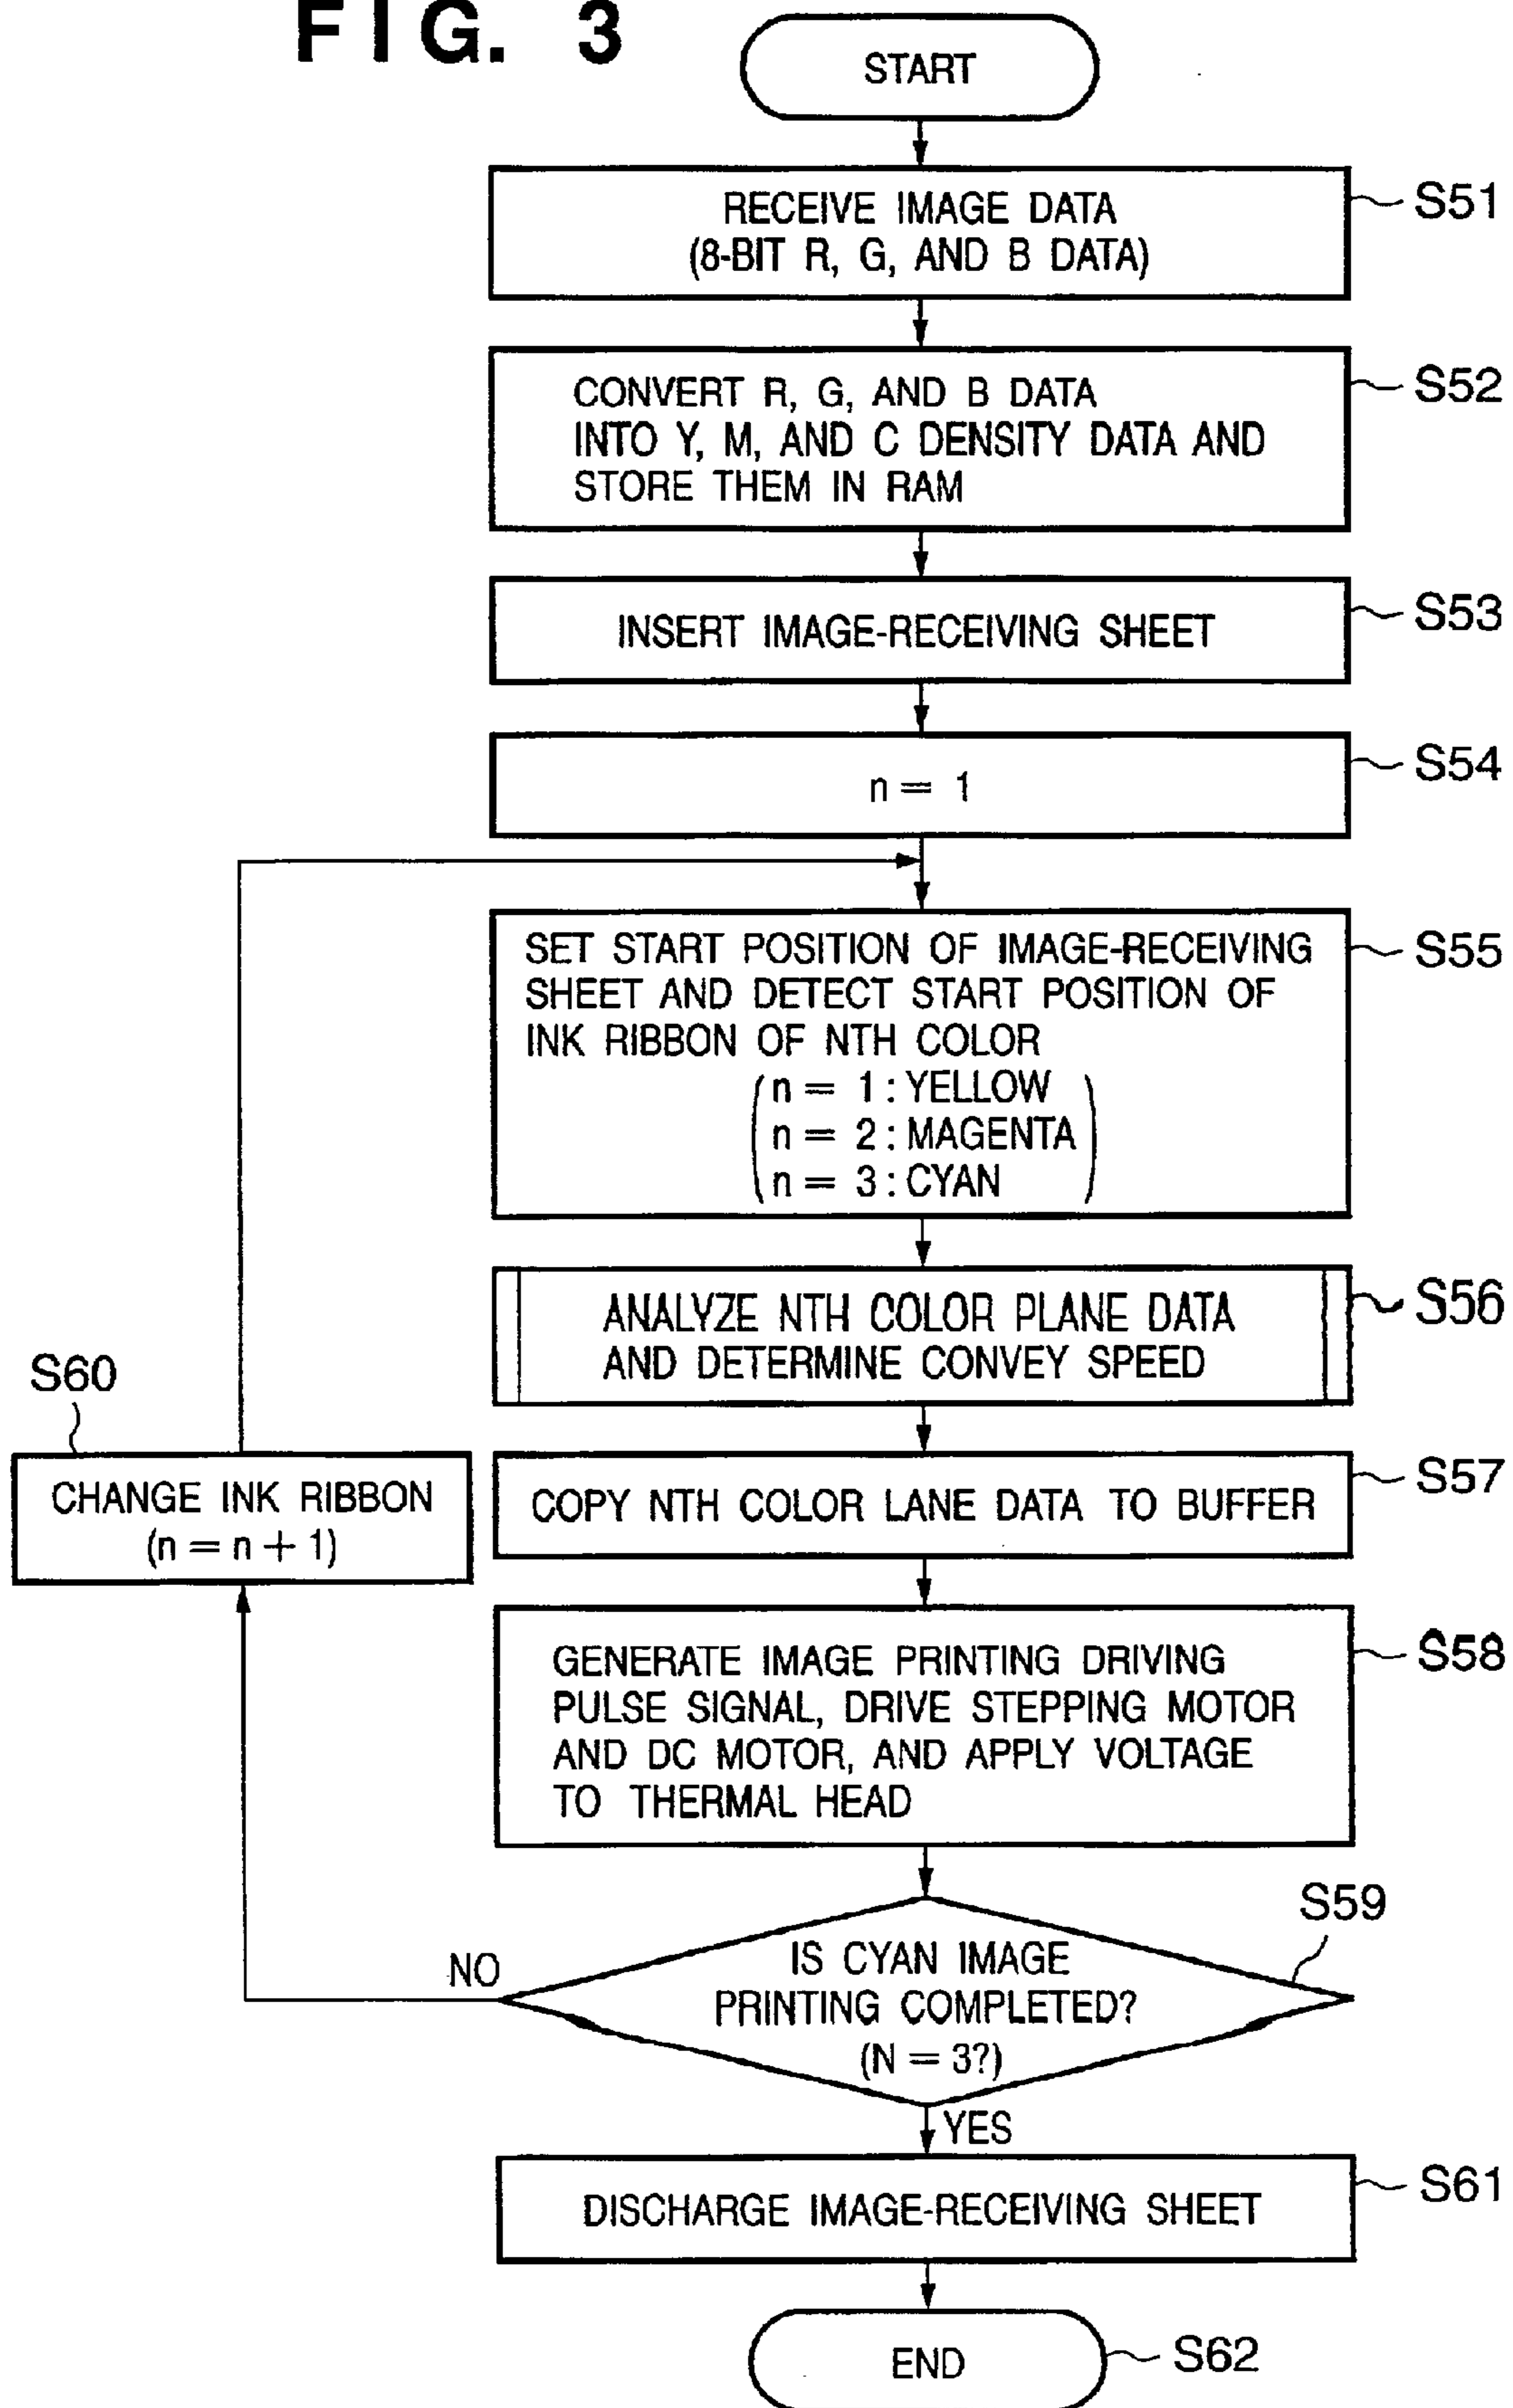 FIG. 3
START
RECEIVE IMAGE DATA
(8-BIT R, G, AND B DATA)
S51
CONVERT R, G, AND B DATA
INTO Y, M, AND C DENSITY DATA AND
STORE THEM IN RAM
S52
INSERT IMAGE-RECEIVING SHEET
S53
n = 1
S54
SET START POSITION OF IMAGE-RECEIVING
SHEET AND DETECT START POSITION OF
INK RIBBON OF NTH COLOR
(n = 1 : YELLOW
n = 2 : MAGENTA
n = 3 : CYAN)
S55
ANALYZE NTH COLOR PLANE DATA
AND DETERMINE CONVEY SPEED
S56
S60
CHANGE INK RIBBON
(n = n + 1)
COPY NTH COLOR LANE DATA TO BUFFER
S57
GENERATE IMAGE PRINTING DRIVING
PULSE SIGNAL, DRIVE STEPPING MOTOR
AND DC MOTOR, AND APPLY VOLTAGE
TO THERMAL HEAD
S58
S59
IS CYAN IMAGE
PRINTING COMPLETED?
(N = 3?)
NO
YES
DISCHARGE IMAGE-RECEIVING SHEET
S61
END
S62